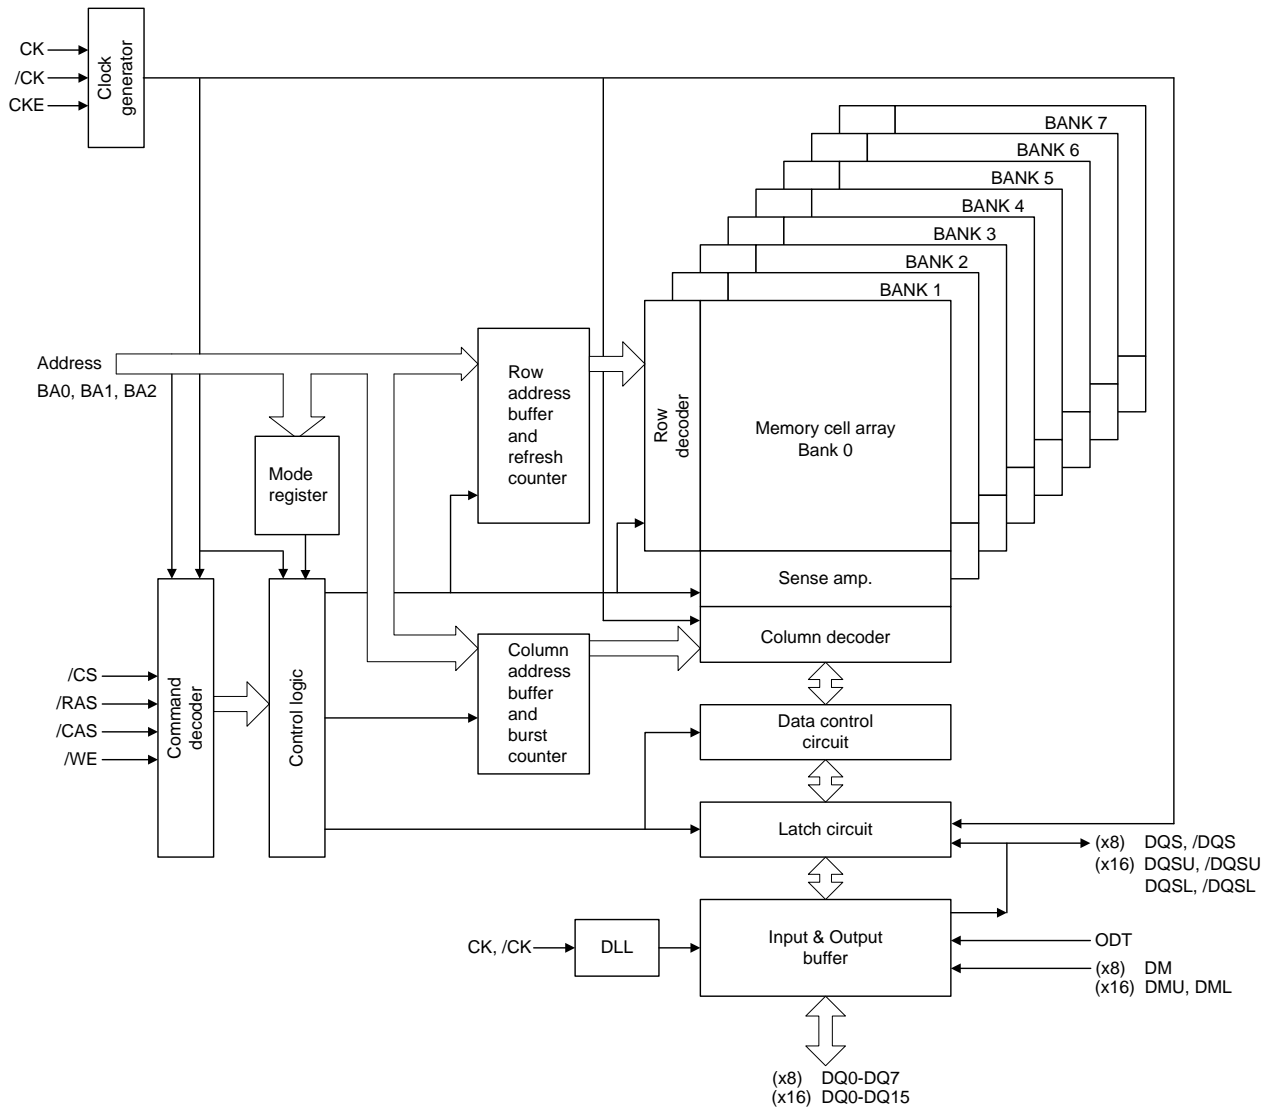 CK
/CK
CKE
Clock
generator
BANK 7
BANK 6
BANK 5
BANK 4
BANK 3
BANK 2
BANK 1
Address
BA0, BA1, BA2
Row
address
buffer
and
refresh
counter
Row
decoder
Memory cell array
Bank 0
Mode
register
Sense amp.
Column decoder
/CS
/RAS
/CAS
/WE
Command
decoder
Control logic
Column
address
buffer
and
burst
counter
Data control
circuit
Latch circuit
(x8) DQS, /DQS
(x16) DQSU, /DQSU
DQSL, /DQSL
CK, /CK
DLL
Input & Output
buffer
ODT
(x8) DM
(x16) DMU, DML
(x8) DQ0-DQ7
(x16) DQ0-DQ15